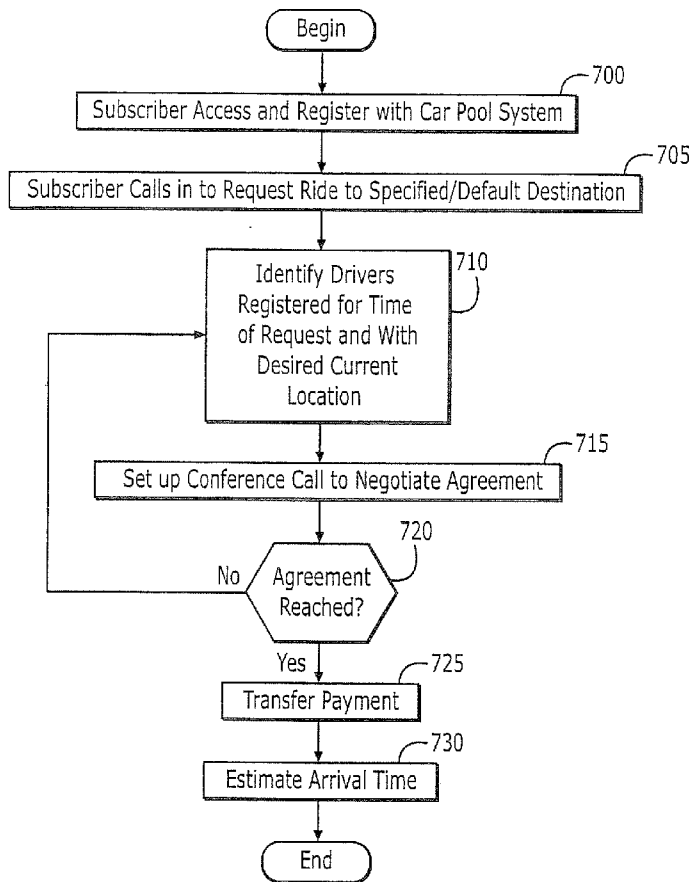 Begin
700
Subscriber Access and Register with Car Pool System
705
Subscriber Calls in to Request Ride to Specified/Default Destination
710
Identify Drivers
Registered for Time
of Request and With
Desired Current
Location
715
Set up Conference Call to Negotiate Agreement
720
No
Agreement
Reached?
Yes
725
Transfer Payment
730
Estimate Arrival Time
End